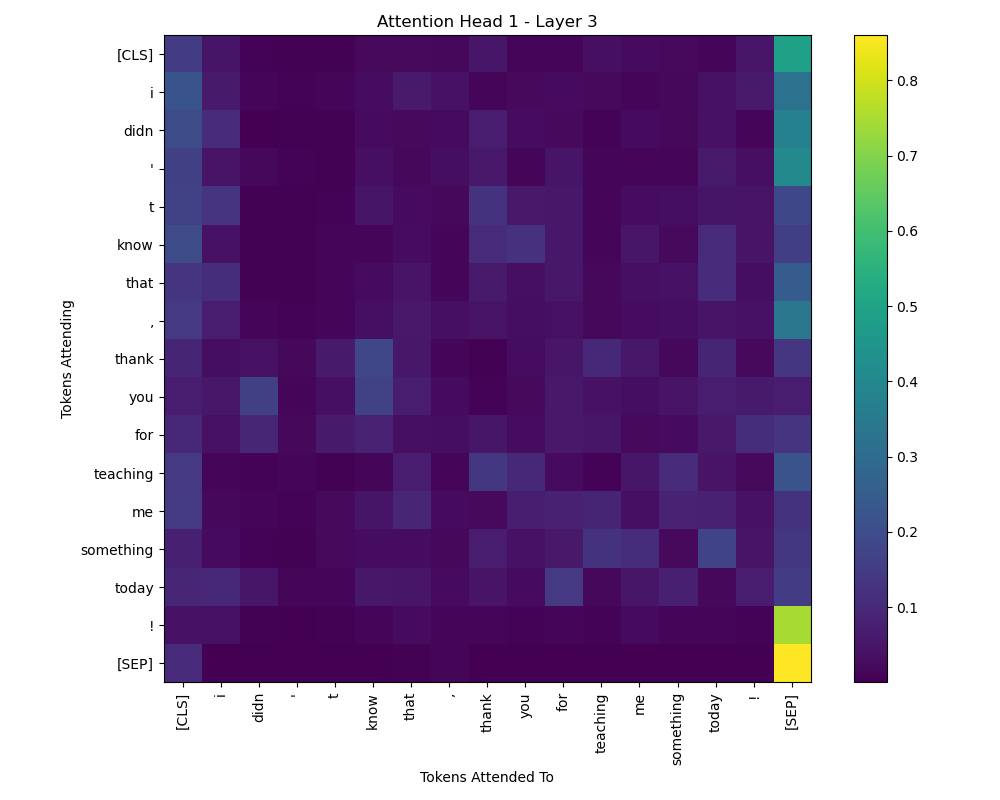 Attention Head 1 - Layer 3
Tokens Attending
[CLS]
i
didn
'
t
know
that
,
thank
you
for
teaching
me
something
today
!
[SEP]
[CLS]
i
didn
'
t
know
that
,
thank
you
for
teaching
me
something
today
!
[SEP]
Tokens Attended To
0.8
0.7
0.6
0.5
0.4
0.3
0.2
0.1